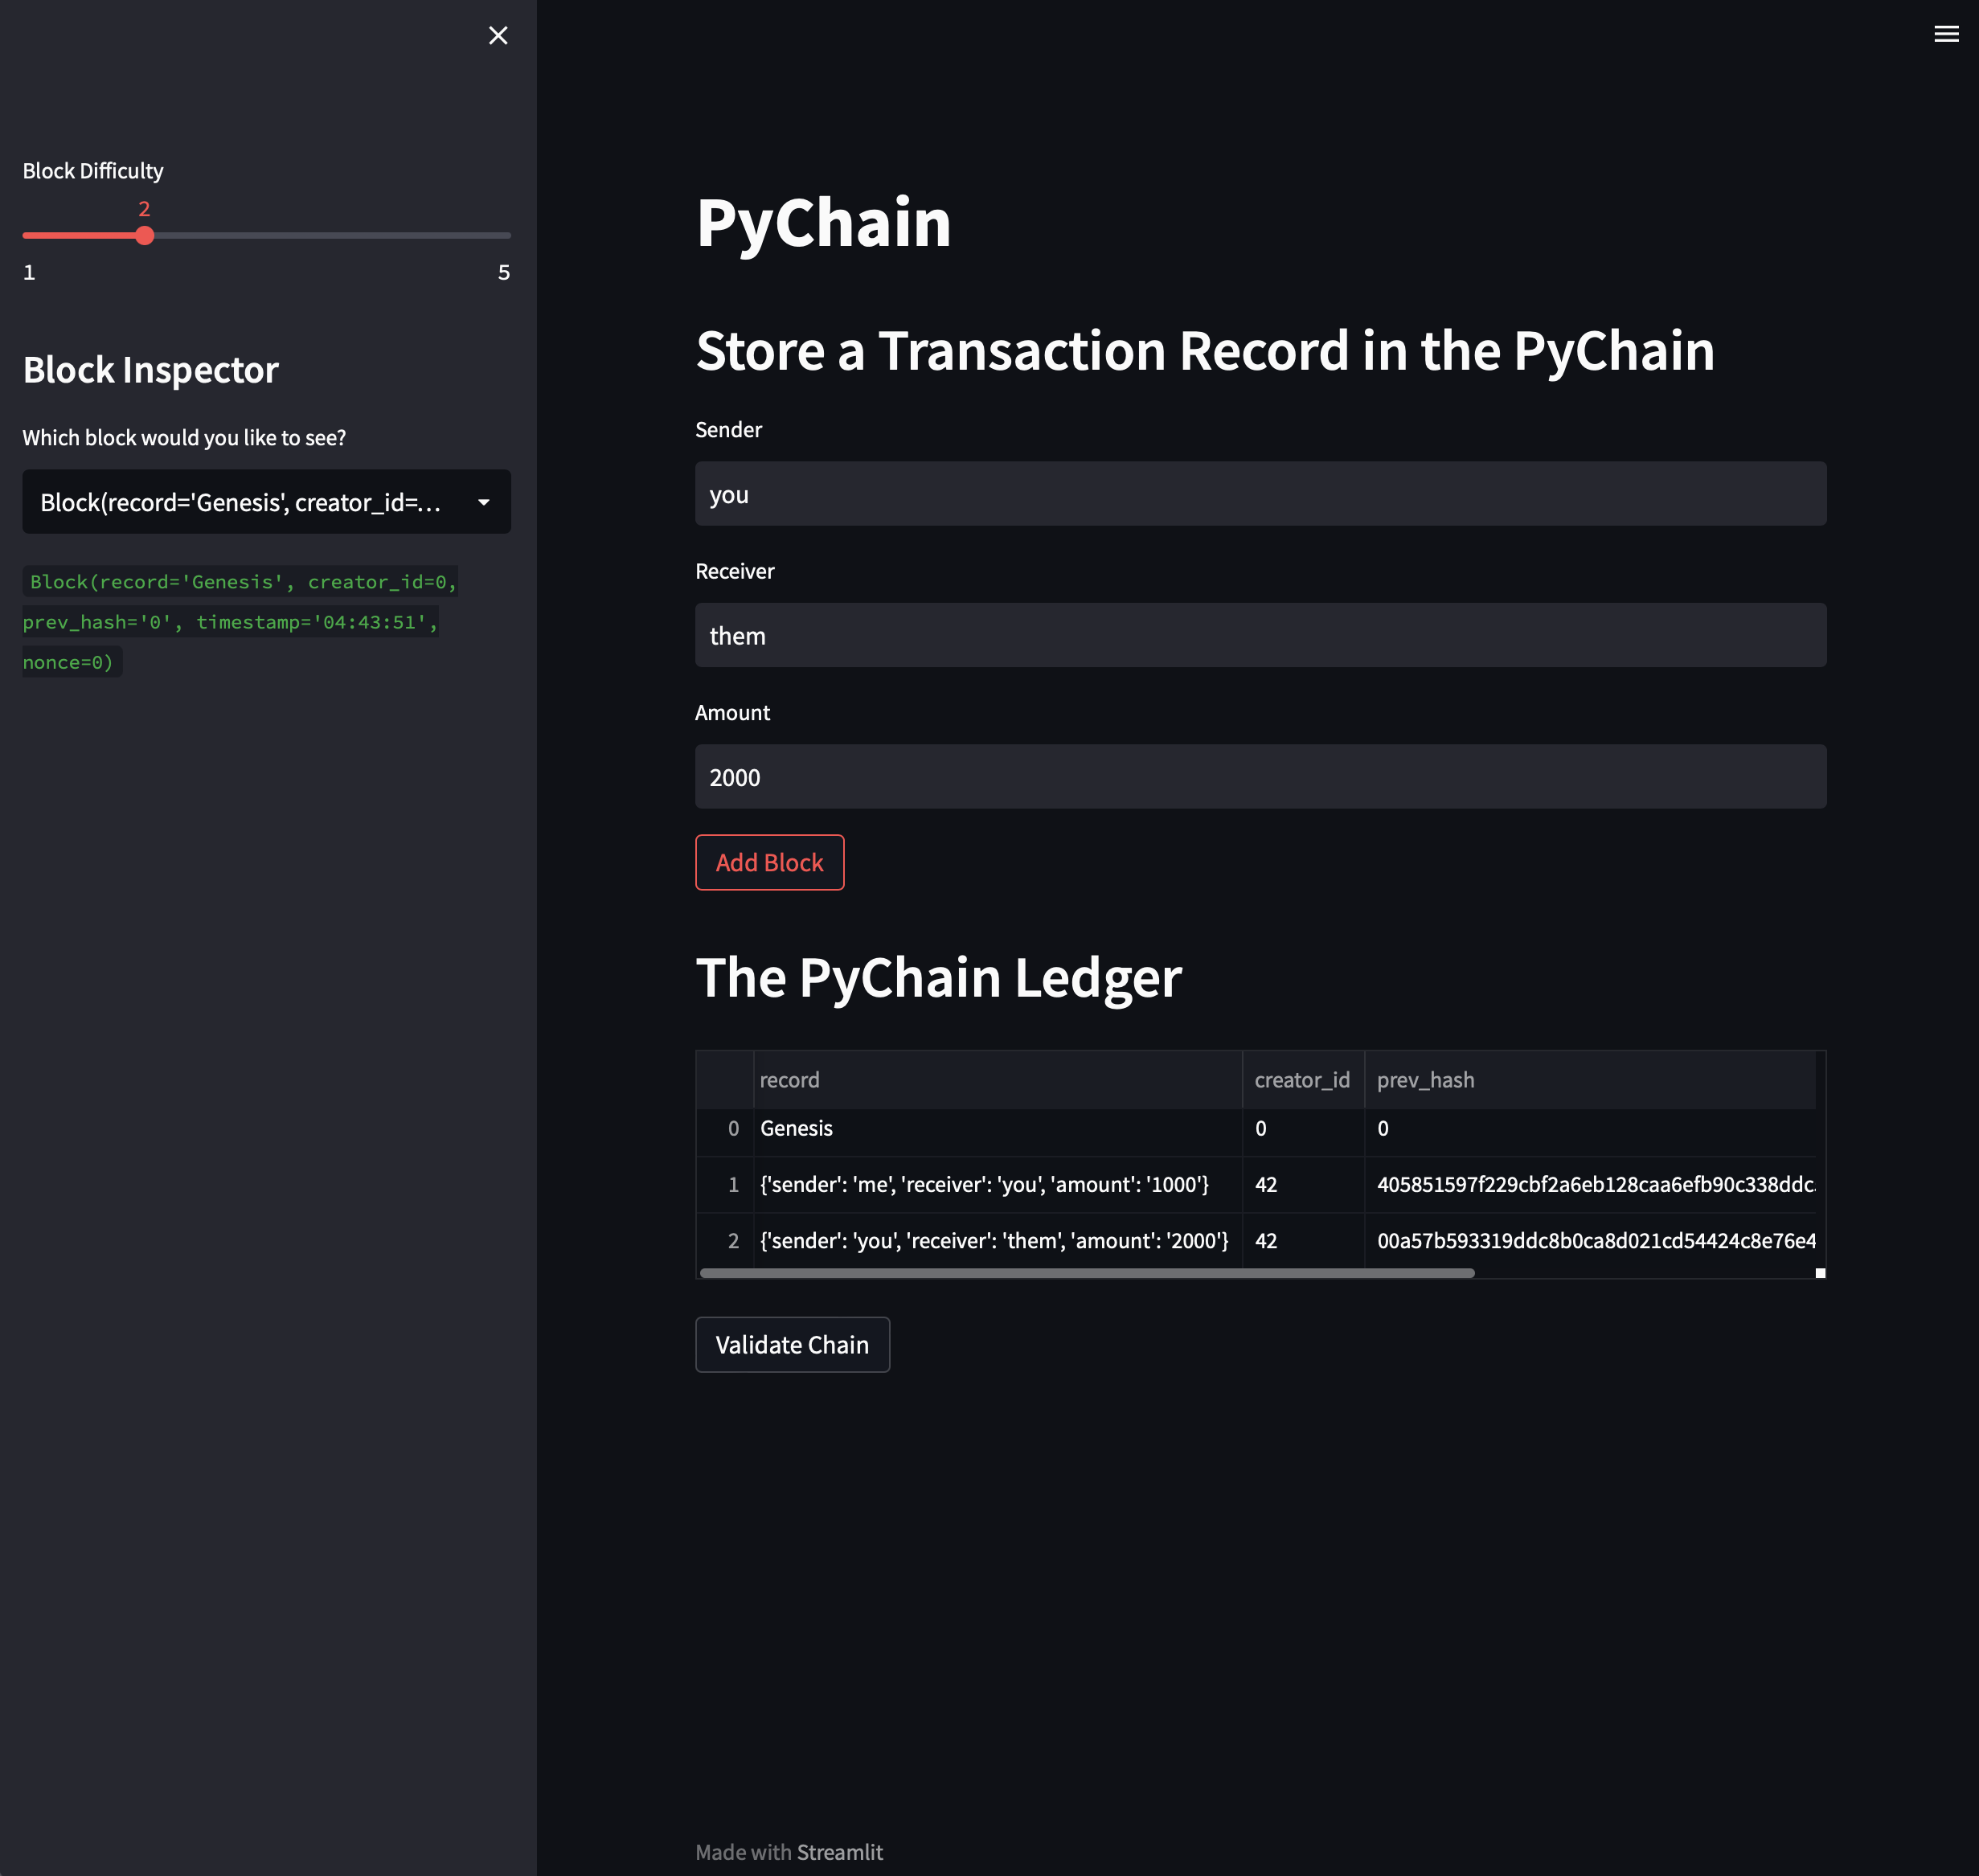 Block Difficulty
2
1 5
Block Inspector
Which block would you like to see?
Block(record='Genesis', creator_id=...
Block(record='Genesis', creator_id=0,
prev_hash='0', timestamp='04:43:51',
nonce=0)
PyChain
Store a Transaction Record in the PyChain
Sender
you
Receiver
them
Amount
2000
Add Block
The PyChain Ledger
record creator_id prev_hash
0 Genesis 0 0
1 {'sender': 'me', 'receiver': 'you', 'amount': '1000'} 42 405851597f229cbf2a6eb128caa6efb90c338ddc
2 {'sender': 'you', 'receiver': 'them', 'amount': '2000'} 42 00a57b593319ddc8b0ca8d021cd54424c8e76e4
Validate Chain
Made with Streamlit